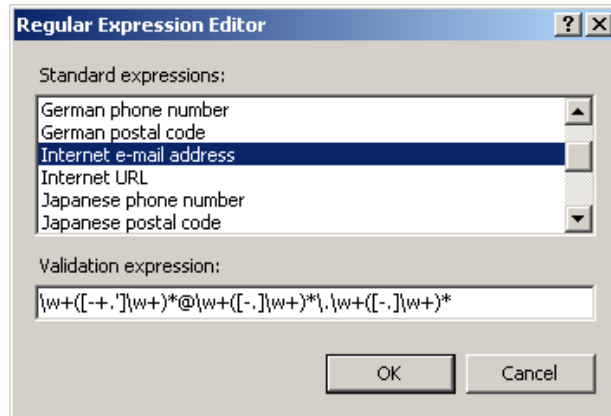 Regular Expression Editor
Standard expressions:
German phone number
German postal code
Internet e-mail address
Internet URL
Japanese phone number
Japanese postal code
Validation expression:
\w+([-+.']\w+)*@\w+([-.]\w+)*\.\w+([-.]\w+)*
OK Cancel